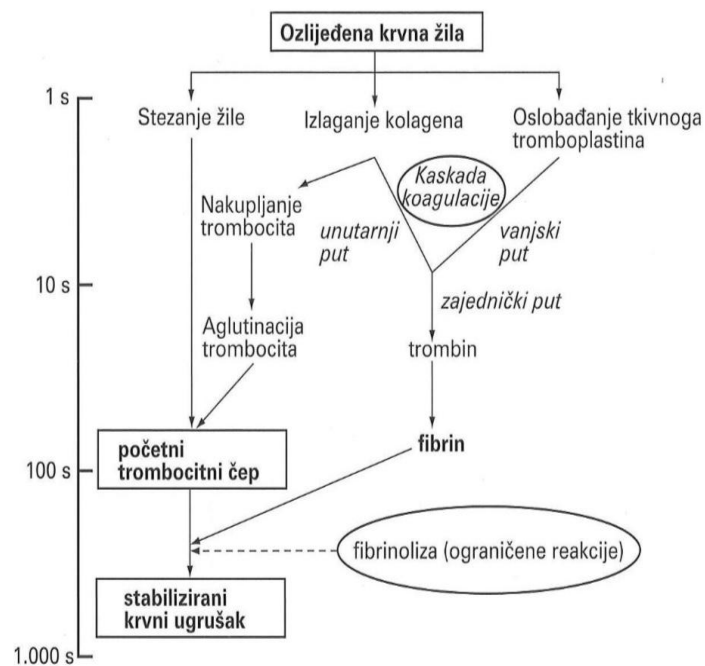 Ozlijeđena krvna žila
1 s
Stezanje žile
Izlaganje kolagena
Oslobađanje tkivnoga
tromboplastina
Kaskada
koagulacije
Nakupljanje
trombocita
unutarnji
put
vanjski
put
10 s
zajednički put
Aglutinacija
trombocita
trombin
početni
trombocitni čep
fibrin
100 s
fibrinoliza (ograničene reakcije)
stabilizirani
krvni ugrušak
1.000 s